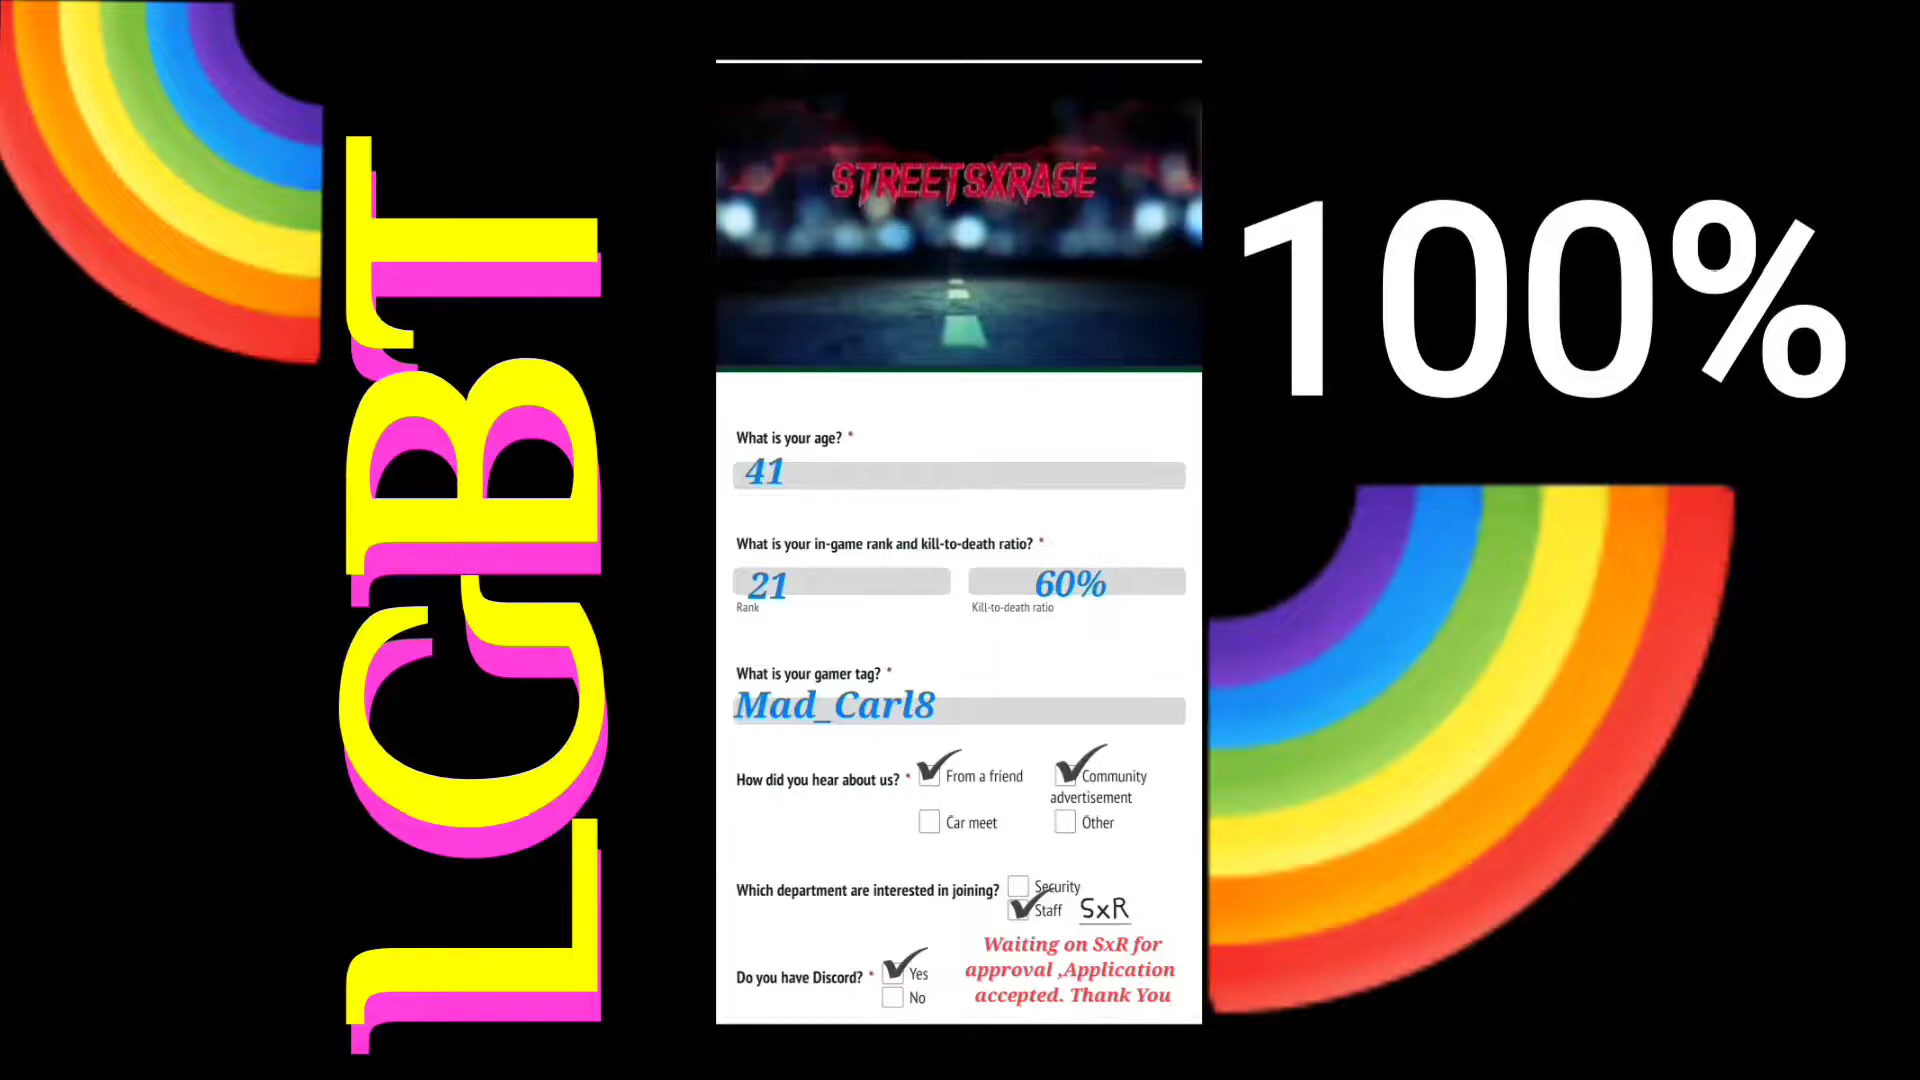 LGBT
STREETSXRAGE
100%
What is your age? *
41
What is your in-game rank and kill-to-death ratio? *
21
60%
Rank
Kill-to-death ratio
What is your gamer tag? *
Mad_Carl8
How did you hear about us? *
From a friend
Community
advertisement
Car meet
Other
Which department are interested in joining?
Security
Staff
SxR
Waiting on SxR for
approval ,Application
accepted. Thank You
Do you have Discord? *
Yes
No